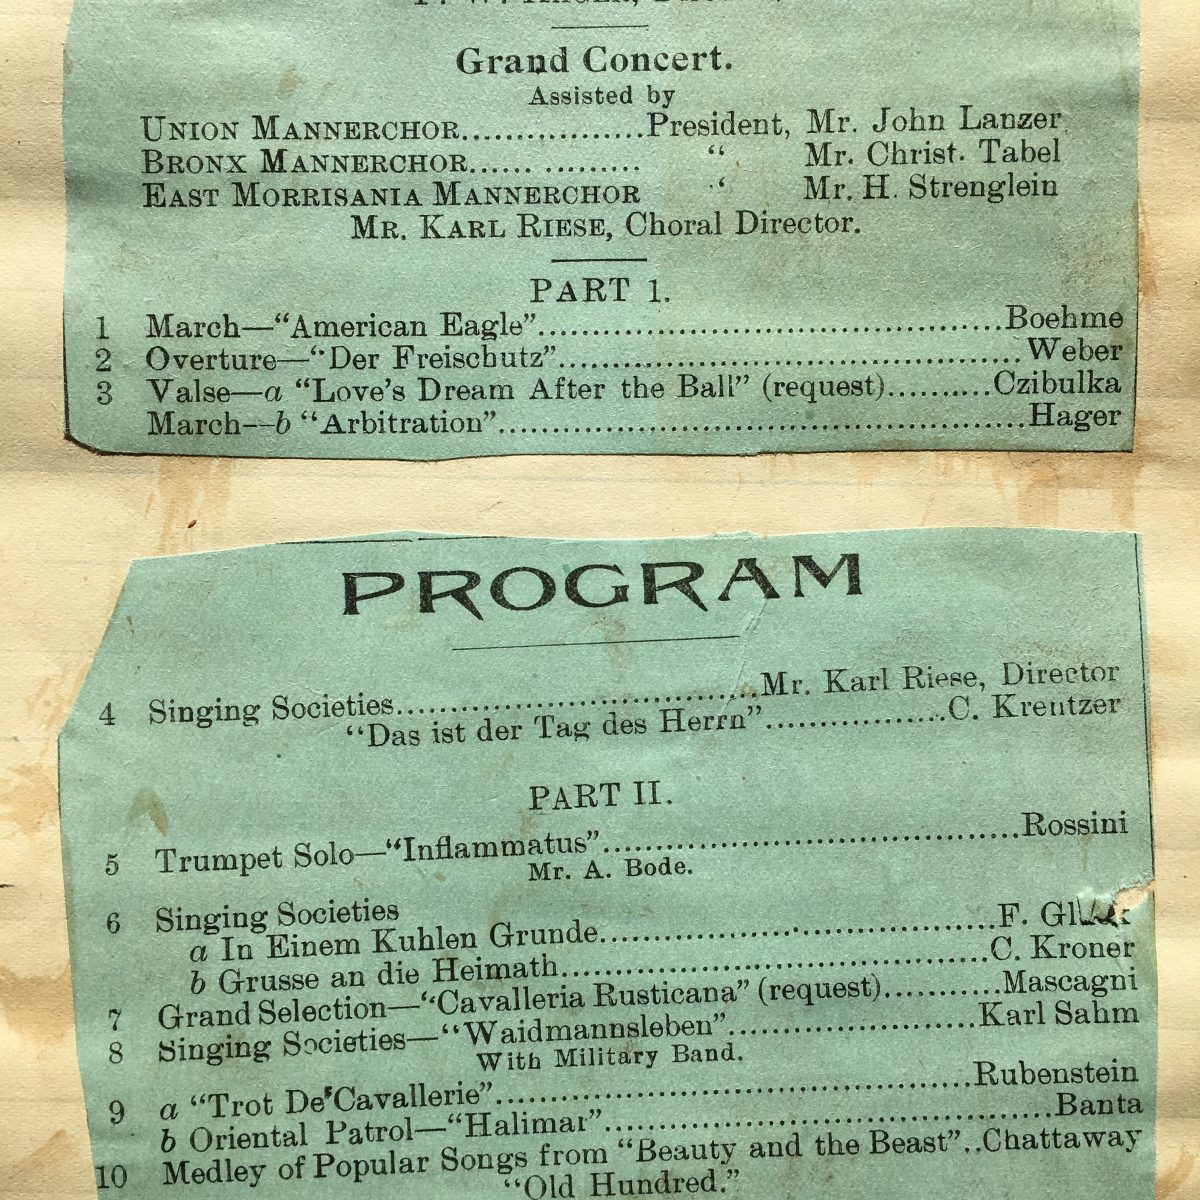 Grand Concert.
Assisted by
UNION MANNERCHOR..................President, Mr. John Lanzer
BRONX MANNERCHOR...... ......... “ Mr. Christ. Tabel
EAST MORRISANIA MANNERCHOR “ Mr. H. Strenglein
MR. KARL RIESE, Choral Director.
PART 1.
1 March—“American Eagle”..........................................Boehme
2 Overture—“Der Freischutz”..........................................Weber
3 Valse—a “Love's Dream After the Ball” (request)..........Czibulka
March—b “Arbitration”................................................Hager
PROGRAM
4 Singing Societies....................................Mr. Karl Riese, Director
“Das ist der Tag des Herrn”.................C. Krentzer
PART II.
5 Trumpet Solo—“Inflammatus”......................................Rossini
Mr. A. Bode.
6 Singing Societies
a In Einem Kuhlen Grunde....................................F.
b Grusse an die Heimath.......................................C. Kroner
7 Grand Selection—“Cavalleria Rusticana” (request)...........Mascagni
8 Singing Societies—“Waidmannsleben”.......................Karl Sahm
With Military Band.
9 a “Trot De'Cavallerie”............................................Rubenstein
b Oriental Patrol—“Halimar”........................................Banta
10 Medley of Popular Songs from “Beauty and the Beast”..Chattaway
“Old Hundred.”